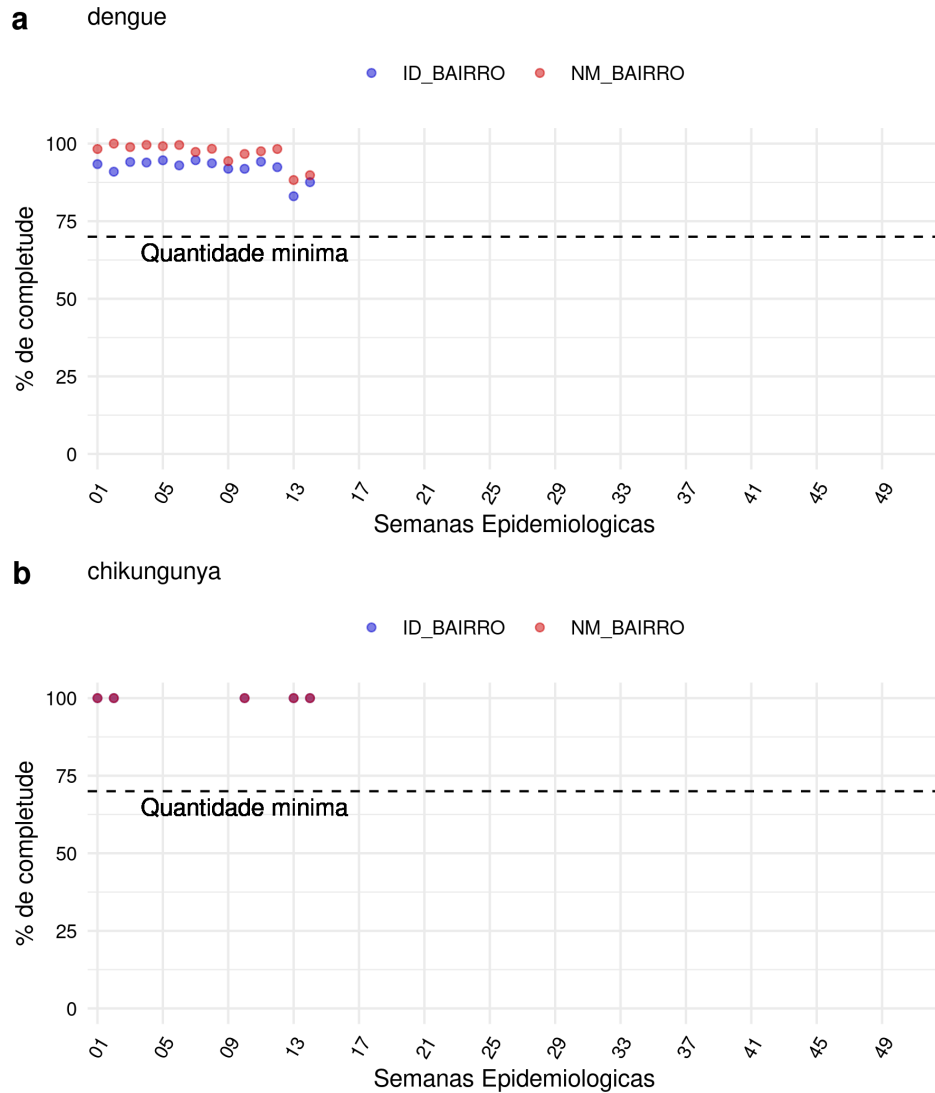 a dengue
ID_BAIRRO NM_BAIRRO
100
75
50
25
0
% de completude
Quantidade minima
01 05 09 13 17 21 25 29 33 37 41 45 49
Semanas Epidemiologicas
b chikungunya
ID_BAIRRO NM_BAIRRO
100
75
50
25
0
% de completude
Quantidade minima
01 05 09 13 17 21 25 29 33 37 41 45 49
Semanas Epidemiologicas